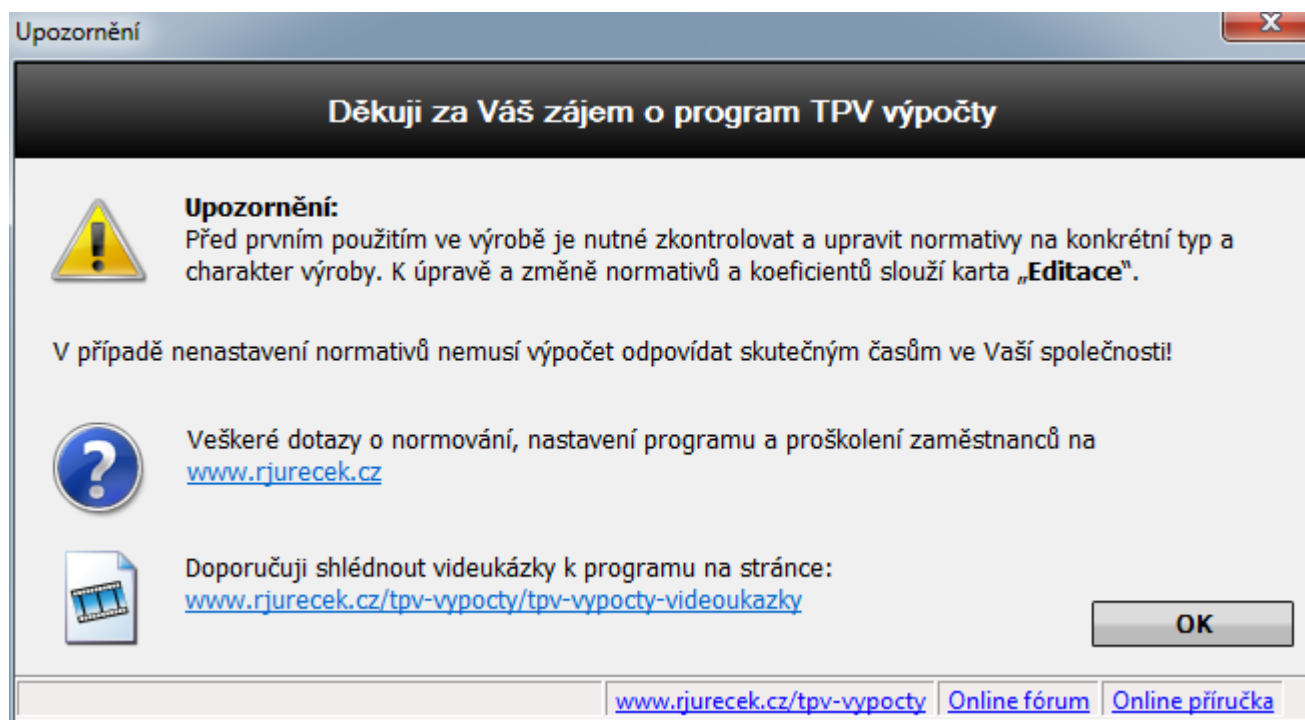 Upozornění
Děkuji za Váš zájem o program TPV výpočty
Upozornění:
Před prvním použitím ve výrobě je nutné zkontrolovat a upravit normativy na konkrétní typ a
charakter výroby. K úpravě a změně normativů a koeficientů slouží karta „Editace“.
V případě nenastavení normativů nemusí výpočet odpovídat skutečným časům ve Vaší společnosti!
Veškeré dotazy o normování, nastavení programu a proškolení zaměstnanců na
www.rjurecek.cz
Doporučuji shlédnout videukázky k programu na stránce:
www.rjurecek.cz/tpv-vypocty/tpv-vypocty-videoukazky
OK
www.rjurecek.cz/tpv-vypocty Online fórum Online příručka